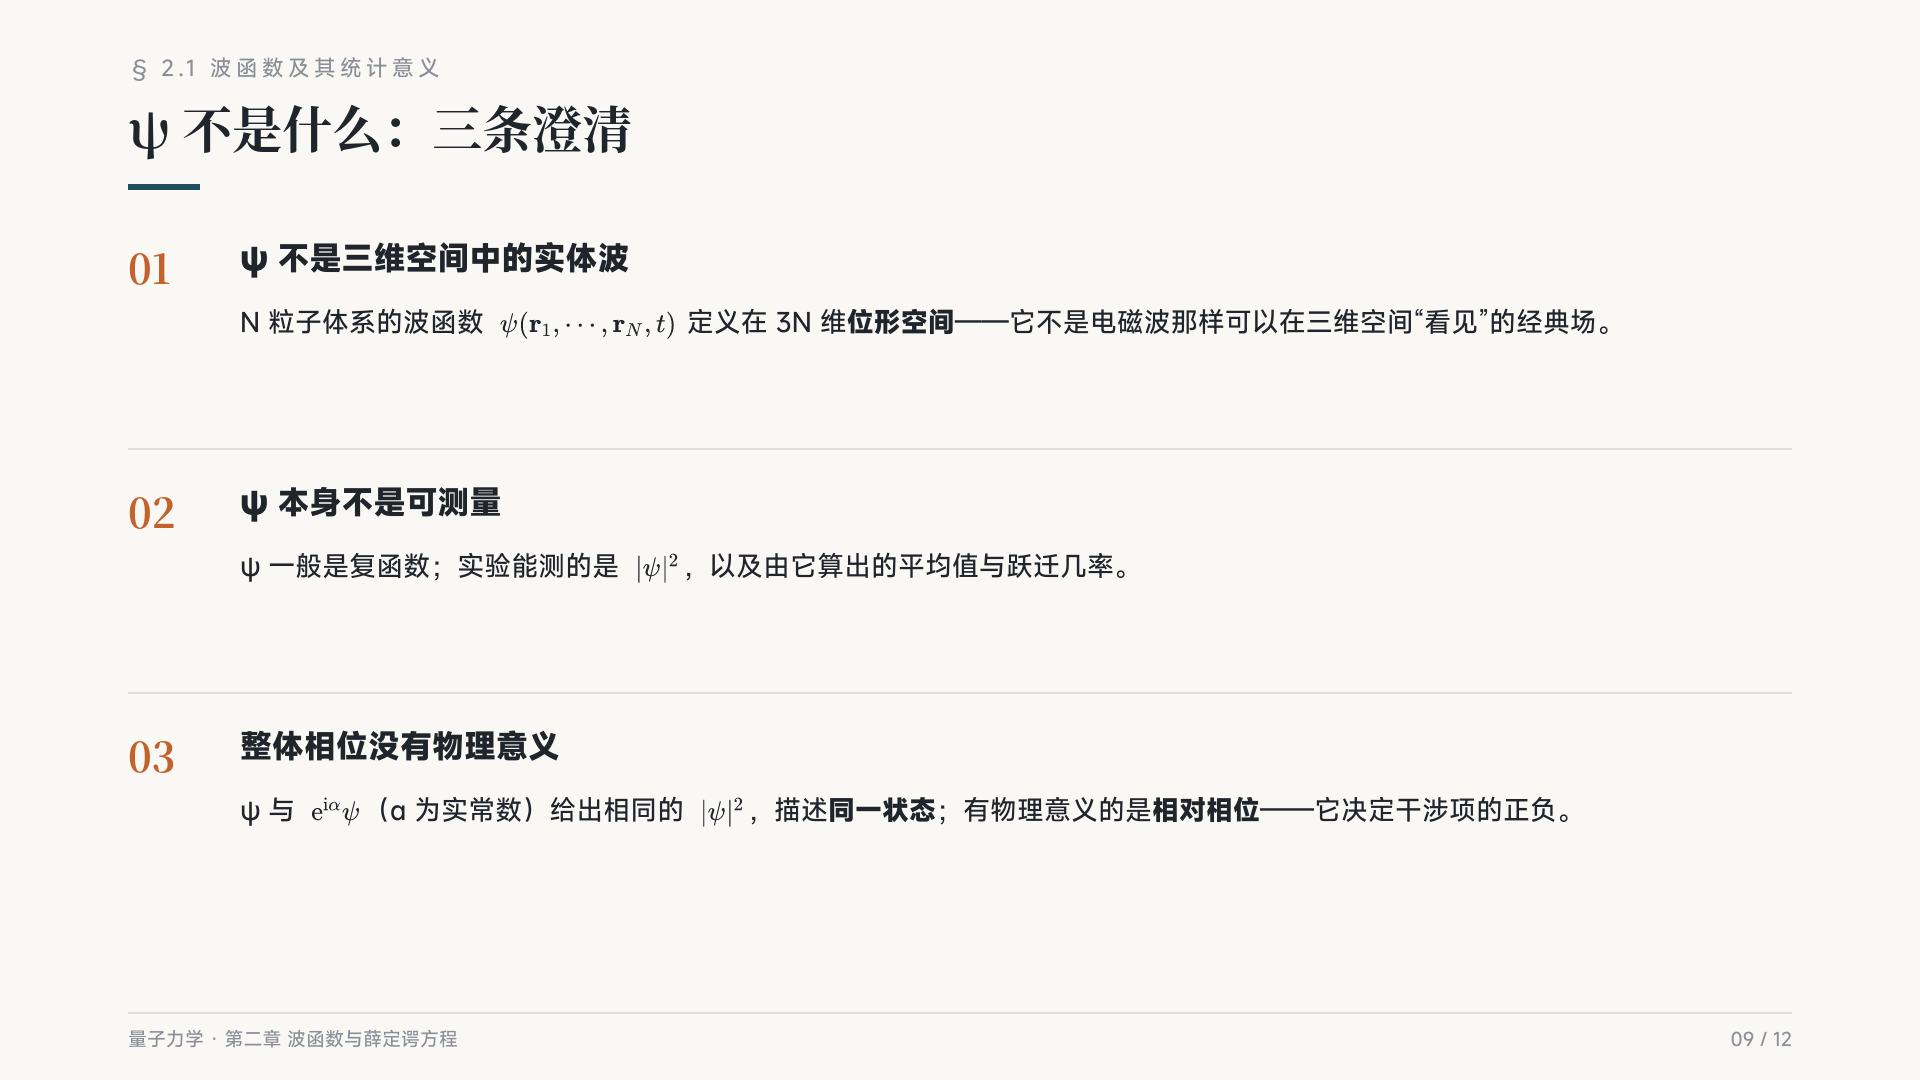 § 2.1 波函数及其统计意义
ψ 不是什么：三条澄清
01
ψ 不是三维空间中的实体波
N 粒子体系的波函数 ψ(r₁, ···, r_N, t) 定义在 3N 维位形空间——它不是电磁波那样可以在三维空间“看见”的经典场。
02
ψ 本身不是可测量
ψ 一般是复函数；实验能测的是 |ψ|²，以及由它算出的平均值与跃迁几率。
03
整体相位没有物理意义
ψ 与 e^{iα}ψ（α 为实常数）给出相同的 |ψ|²，描述同一状态；有物理意义的是相对相位——它决定干涉项的正负。
量子力学 · 第二章 波函数与薛定谔方程
09 / 12